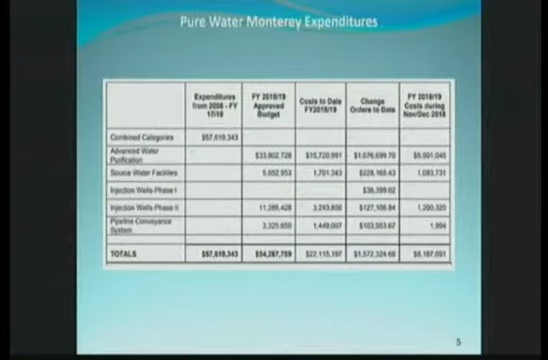 Pure Water Monterey Expenditures
Expenditures from 2008 - FY 17/18
FY 2018/19 Approved Budget
Costs to Date FY2018/19
Change Orders to Date
FY 2018/19 Costs during Nov/Dec 2018
Combined Categories $57,619,343
Advanced Water Purification $33,802,728 $15,720,991 $1,076,699.70 $5,901,046
Source Water Facilities 5,852,953 1,701,343 $228,165.43 1,083,731
Injection Wells Phase I $36,399.02
Injection Wells Phase II 11,286,428 3,243,856 $127,106.84 1,200,320
Pipeline Conveyance System 3,325,650 1,449,007 $103,953.67 1,994
TOTALS $57,619,343 $54,267,759 $22,115,197 $1,572,324.66 $8,187,091
5